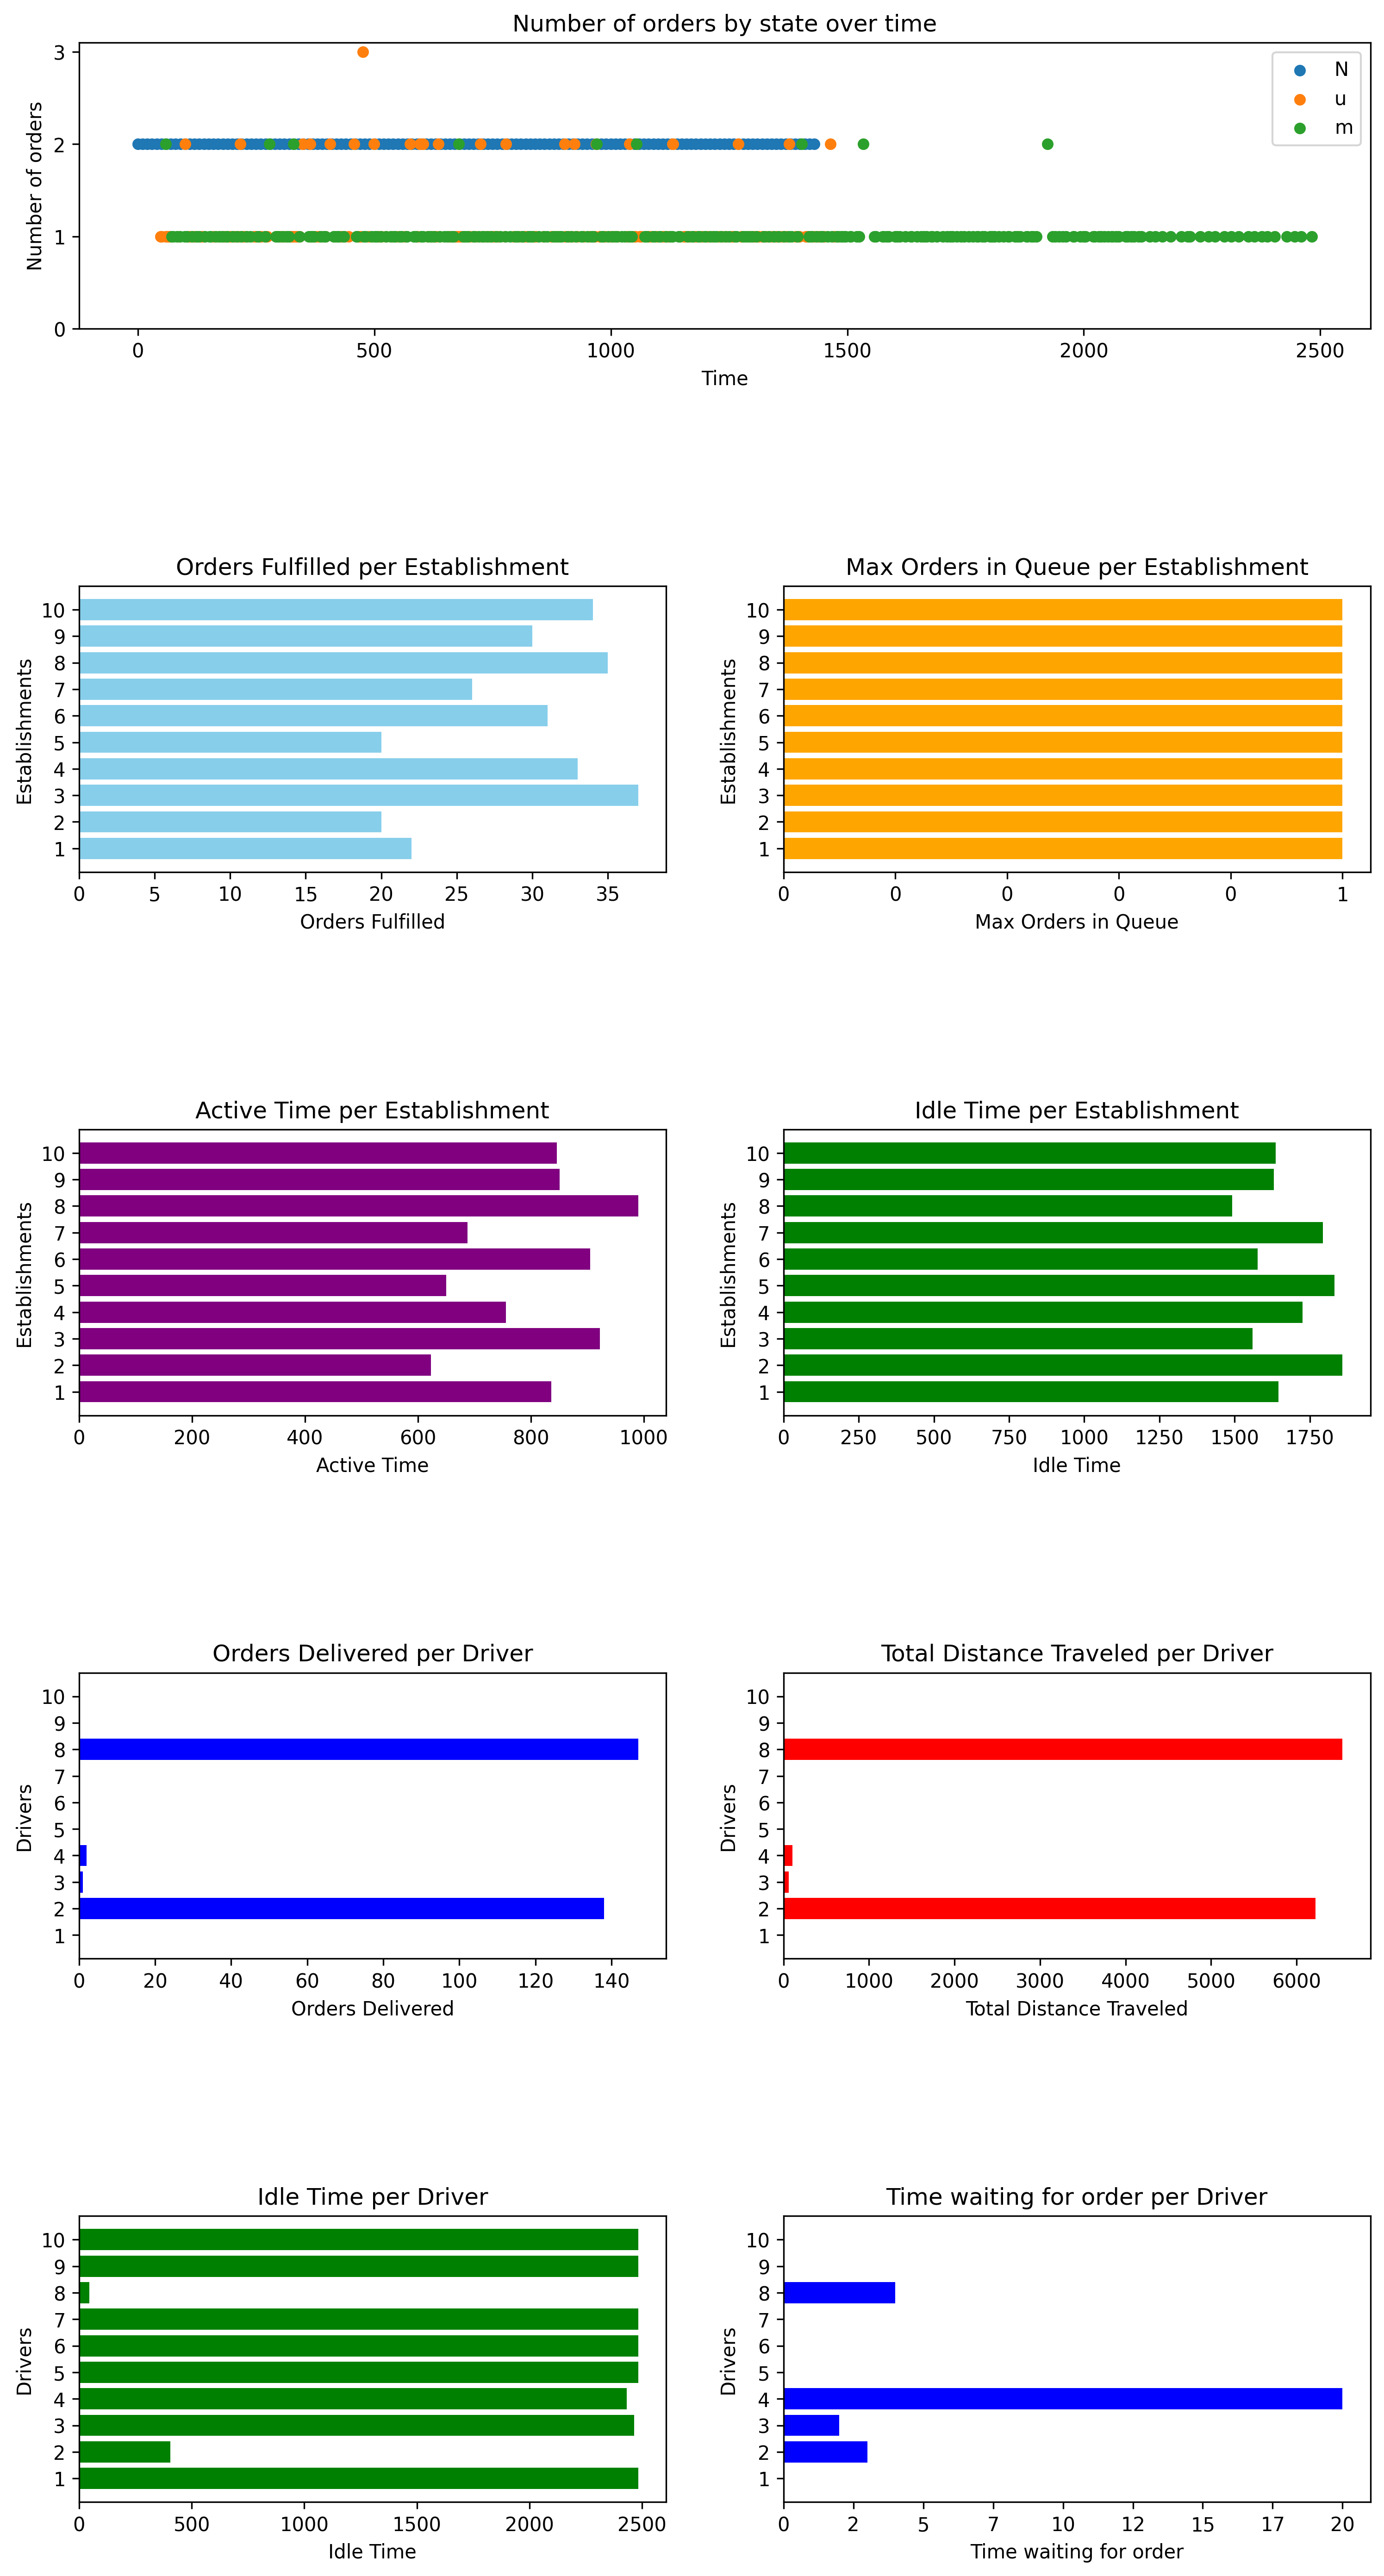 Number of orders by state over time
Number of orders
3
2
1
0
N
u
m
0 500 1000 1500 2000 2500
Time
Orders Fulfilled per Establishment
Establishments
10
9
8
7
6
5
4
3
2
1
0 5 10 15 20 25 30 35
Orders Fulfilled
Max Orders in Queue per Establishment
Establishments
10
9
8
7
6
5
4
3
2
1
0 0 0 0 0 1
Max Orders in Queue
Active Time per Establishment
Establishments
10
9
8
7
6
5
4
3
2
1
0 200 400 600 800 1000
Active Time
Idle Time per Establishment
Establishments
10
9
8
7
6
5
4
3
2
1
0 250 500 750 1000 1250 1500 1750
Idle Time
Orders Delivered per Driver
Drivers
10
9
8
7
6
5
4
3
2
1
0 20 40 60 80 100 120 140
Orders Delivered
Total Distance Traveled per Driver
Drivers
10
9
8
7
6
5
4
3
2
1
0 1000 2000 3000 4000 5000 6000
Total Distance Traveled
Idle Time per Driver
Drivers
10
9
8
7
6
5
4
3
2
1
0 500 1000 1500 2000 2500
Idle Time
Time waiting for order per Driver
Drivers
10
9
8
7
6
5
4
3
2
1
0 2 5 7 10 12 15 17 20
Time waiting for order